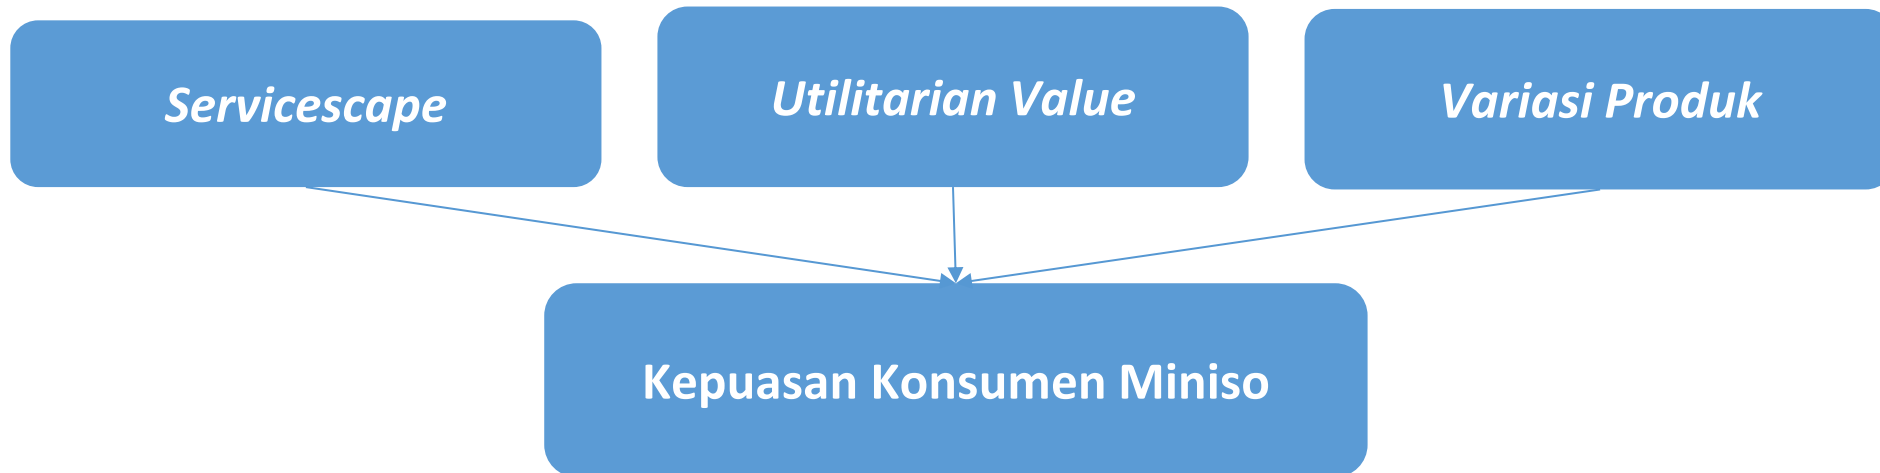 Servicescape
Utilitarian Value
Variasi Produk
Kepuasan Konsumen Miniso